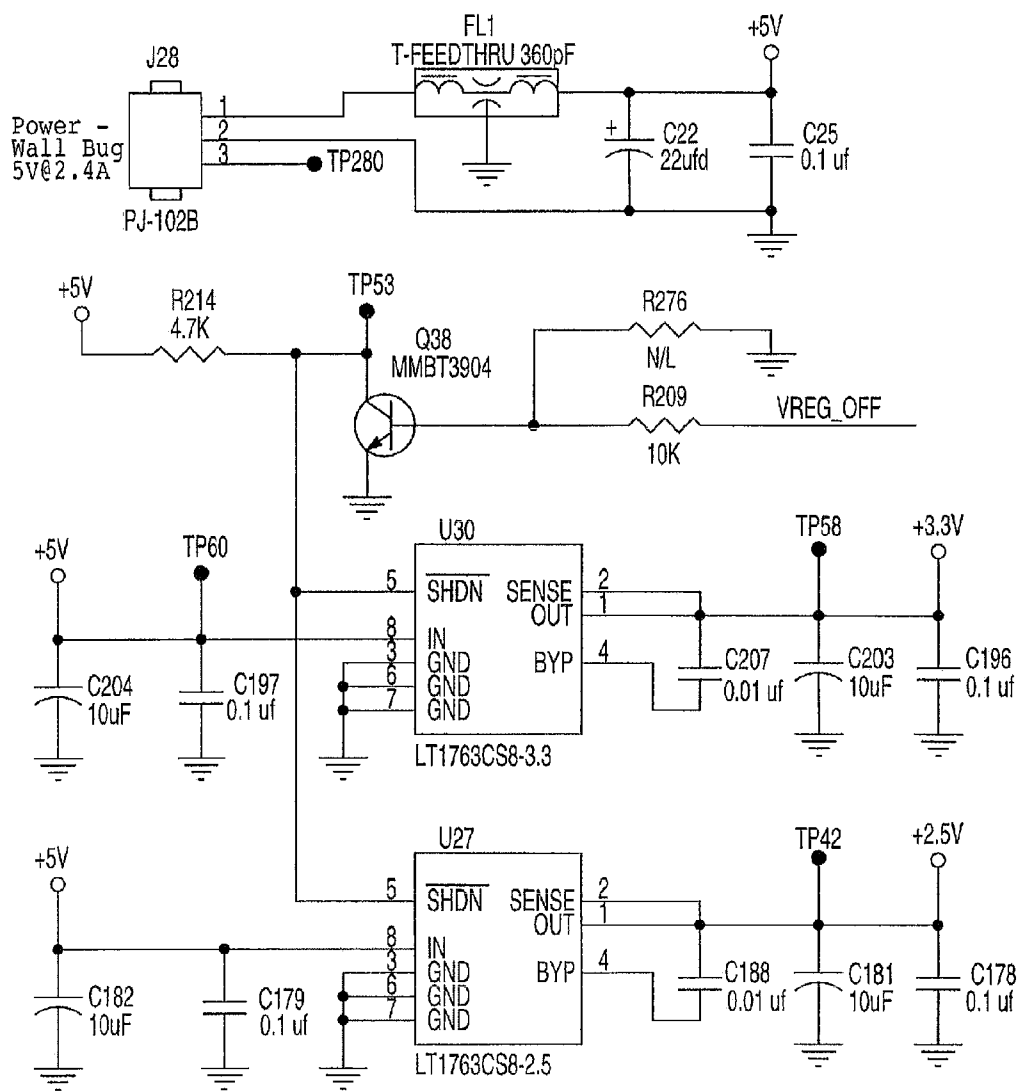 FL1
T-FEEDTHRU 360pF
+5V
J28
1
2
3
Power -
Wall Bug
5V@2.4A
TP280
PJ-102B
+
C22
22ufd
C25
0.1 uf
+5V
R214
4.7K
TP53
Q38
MMBT3904
R276
N/L
R209
10K
VREG_OFF
+5V
TP60
U30
TP58
+3.3V
5
SHDN
SENSE
2
OUT
1
8
IN
3
GND
6
GND
7
GND
BYP
4
C204
10uF
C197
0.1 uf
C207
0.01 uf
C203
10uF
C196
0.1 uf
LT1763CS8-3.3
+5V
U27
TP42
+2.5V
5
SHDN
SENSE
2
OUT
1
8
IN
3
GND
6
GND
7
GND
BYP
4
C182
10uF
C179
0.1 uf
C188
0.01 uf
C181
10uF
C178
0.1 uf
LT1763CS8-2.5